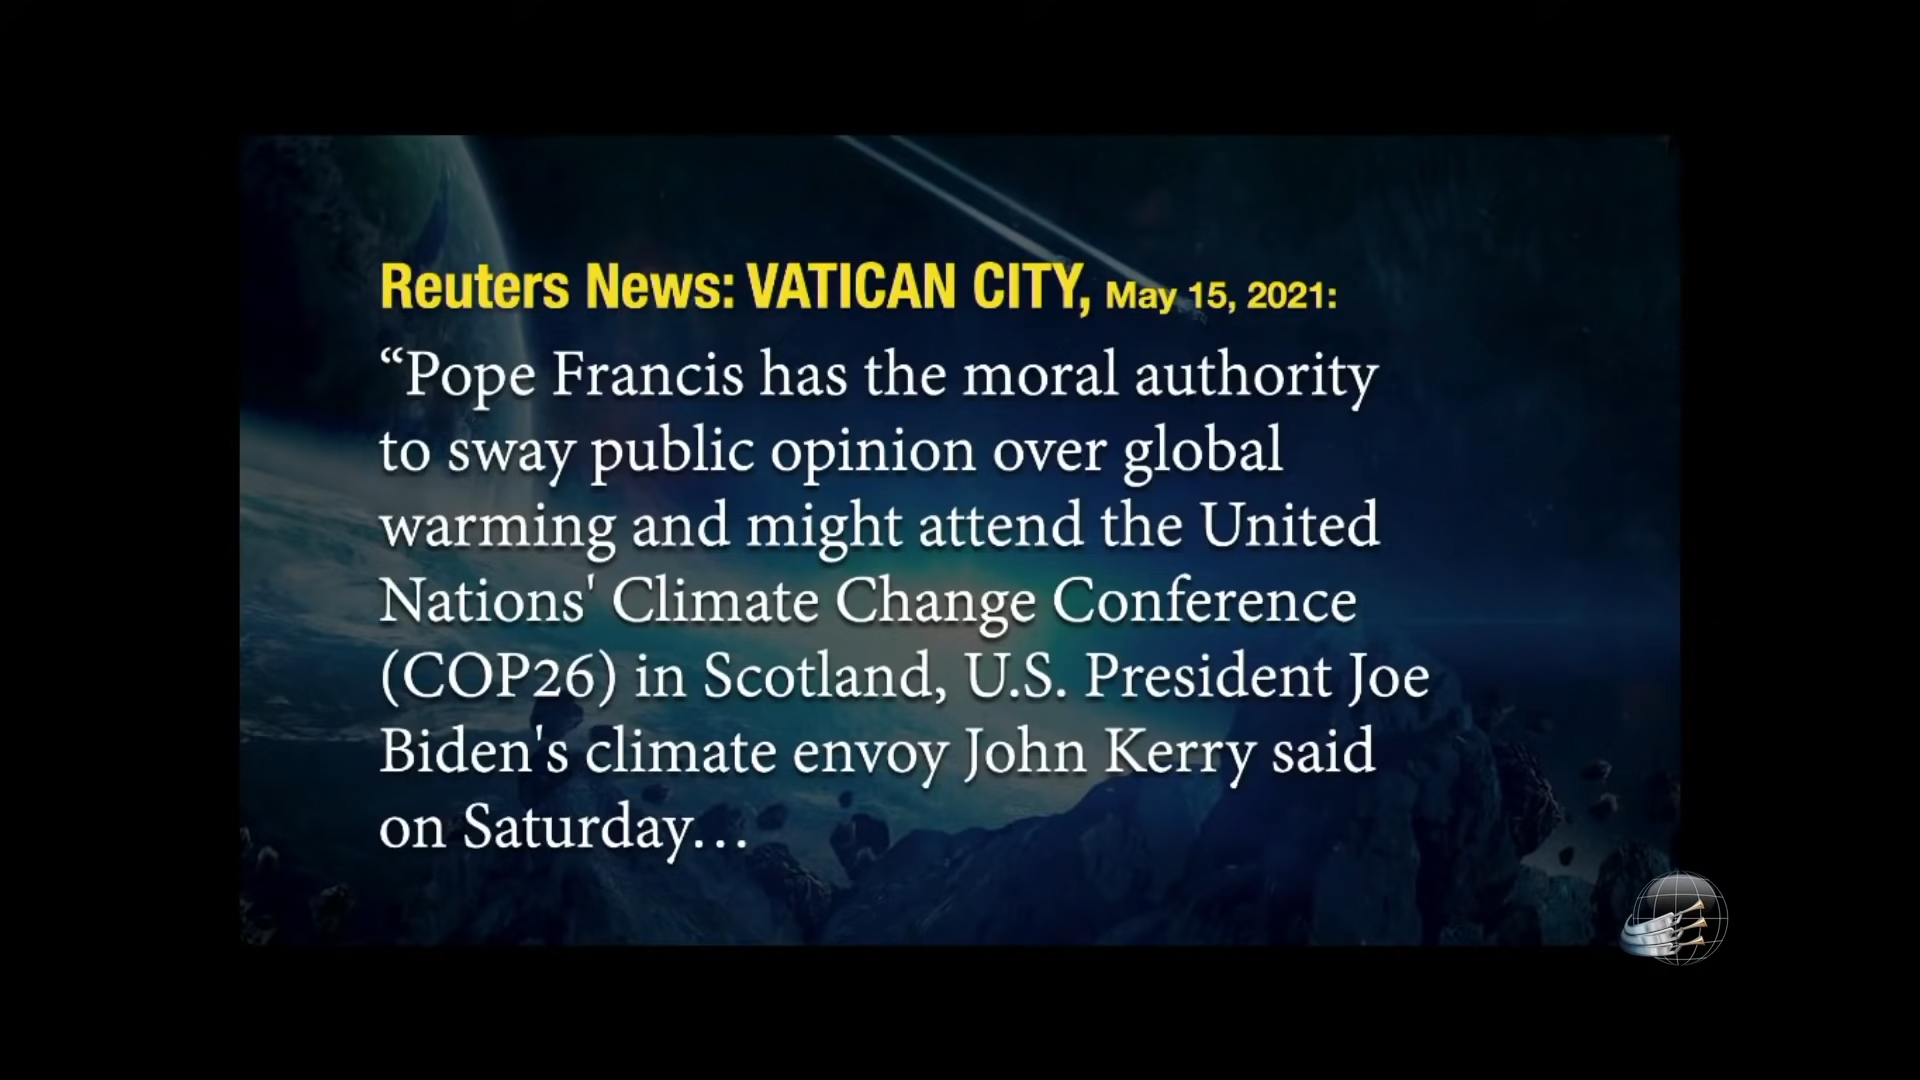 Reuters News: VATICAN CITY, May 15, 2021:
“Pope Francis has the moral authority
to sway public opinion over global
warming and might attend the United
Nations' Climate Change Conference
(COP26) in Scotland, U.S. President Joe
Biden's climate envoy John Kerry said
on Saturday…